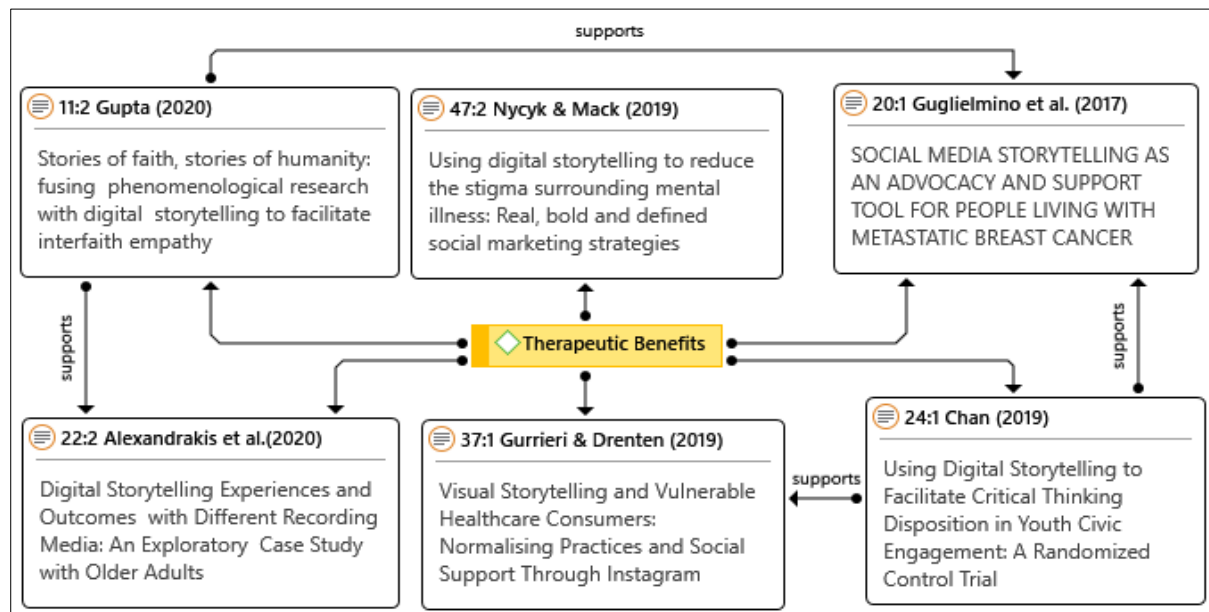 supports
11:2 Gupta (2020)
Stories of faith, stories of humanity:
fusing phenomenological research
with digital storytelling to facilitate
interfaith empathy
47:2 Nycyk & Mack (2019)
Using digital storytelling to reduce
the stigma surrounding mental
illness: Real, bold and defined
social marketing strategies
20:1 Guglielmino et al. (2017)
SOCIAL MEDIA STORYTELLING AS
AN ADVOCACY AND SUPPORT
TOOL FOR PEOPLE LIVING WITH
METASTATIC BREAST CANCER
supports
Therapeutic Benefits
supports
22:2 Alexandrakis et al.(2020)
Digital Storytelling Experiences and
Outcomes with Different Recording
Media: An Exploratory Case Study
with Older Adults
37:1 Gurrieri & Drenten (2019)
Visual Storytelling and Vulnerable
Healthcare Consumers:
Normalising Practices and Social
Support Through Instagram
supports
24:1 Chan (2019)
Using Digital Storytelling to
Facilitate Critical Thinking
Disposition in Youth Civic
Engagement: A Randomized
Control Trial